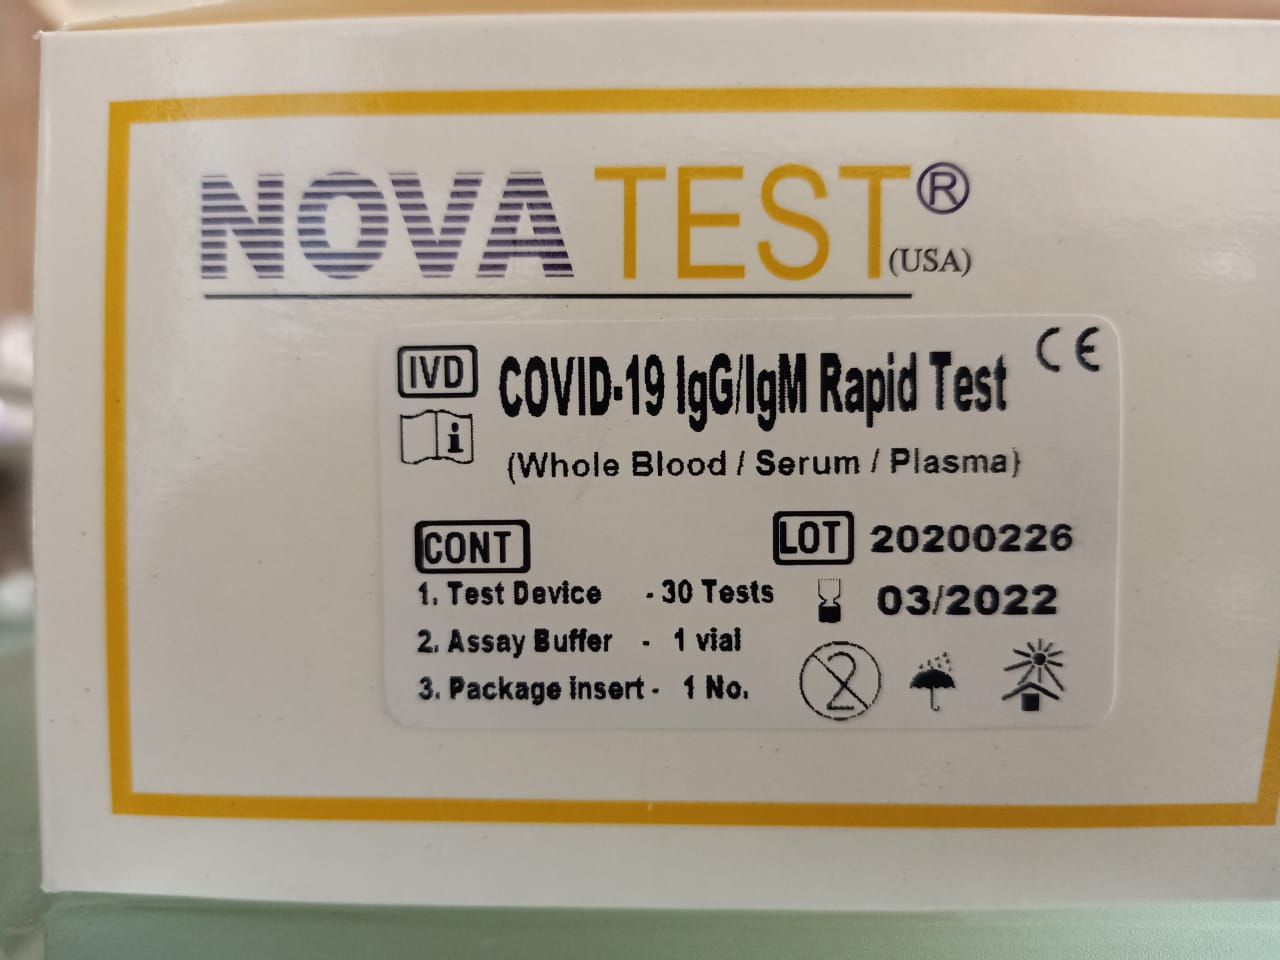 NOVA TEST®
(USA)
IVD
COVID-19 IgG/IgM Rapid Test
CE
i
(Whole Blood / Serum / Plasma)
CONT
LOT 20200226
1. Test Device - 30 Tests
03/2022
2. Assay Buffer - 1 vial
3. Package insert - 1 No.
2